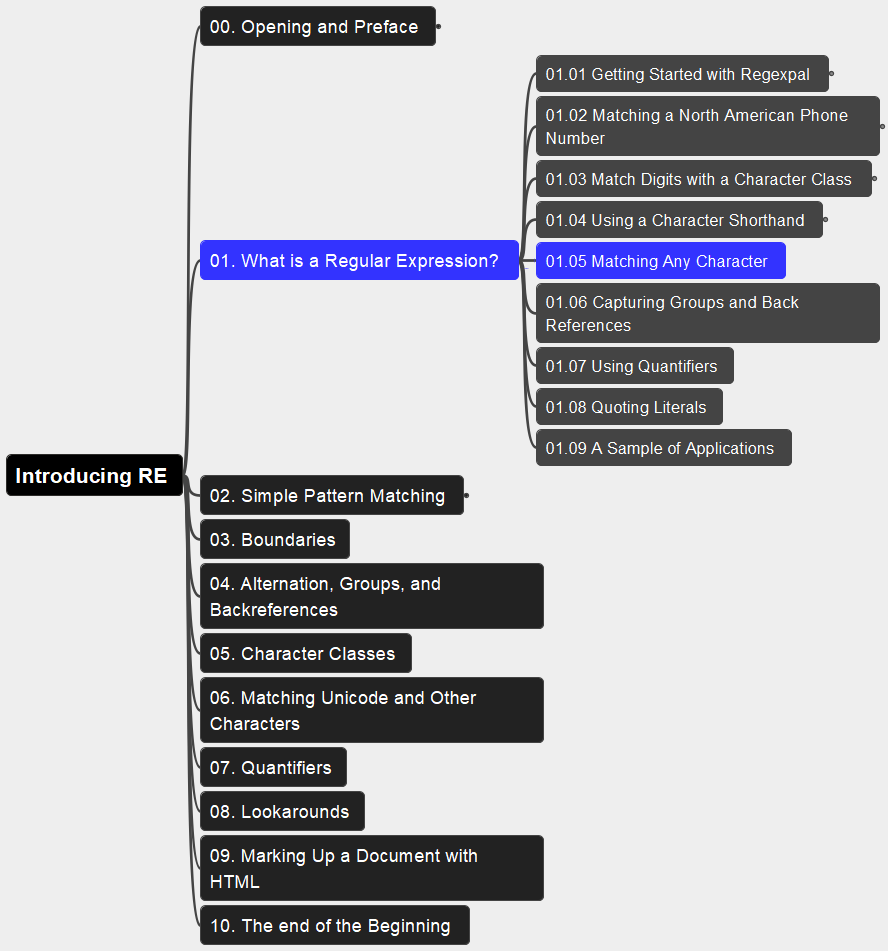 Introducing RE
00. Opening and Preface
01. What is a Regular Expression?
01.01 Getting Started with Regexpal
01.02 Matching a North American Phone
Number
01.03 Match Digits with a Character Class
01.04 Using a Character Shorthand
01.05 Matching Any Character
01.06 Capturing Groups and Back
References
01.07 Using Quantifiers
01.08 Quoting Literals
01.09 A Sample of Applications
02. Simple Pattern Matching
03. Boundaries
04. Alternation, Groups, and
Backreferences
05. Character Classes
06. Matching Unicode and Other
Characters
07. Quantifiers
08. Lookarounds
09. Marking Up a Document with
HTML
10. The end of the Beginning